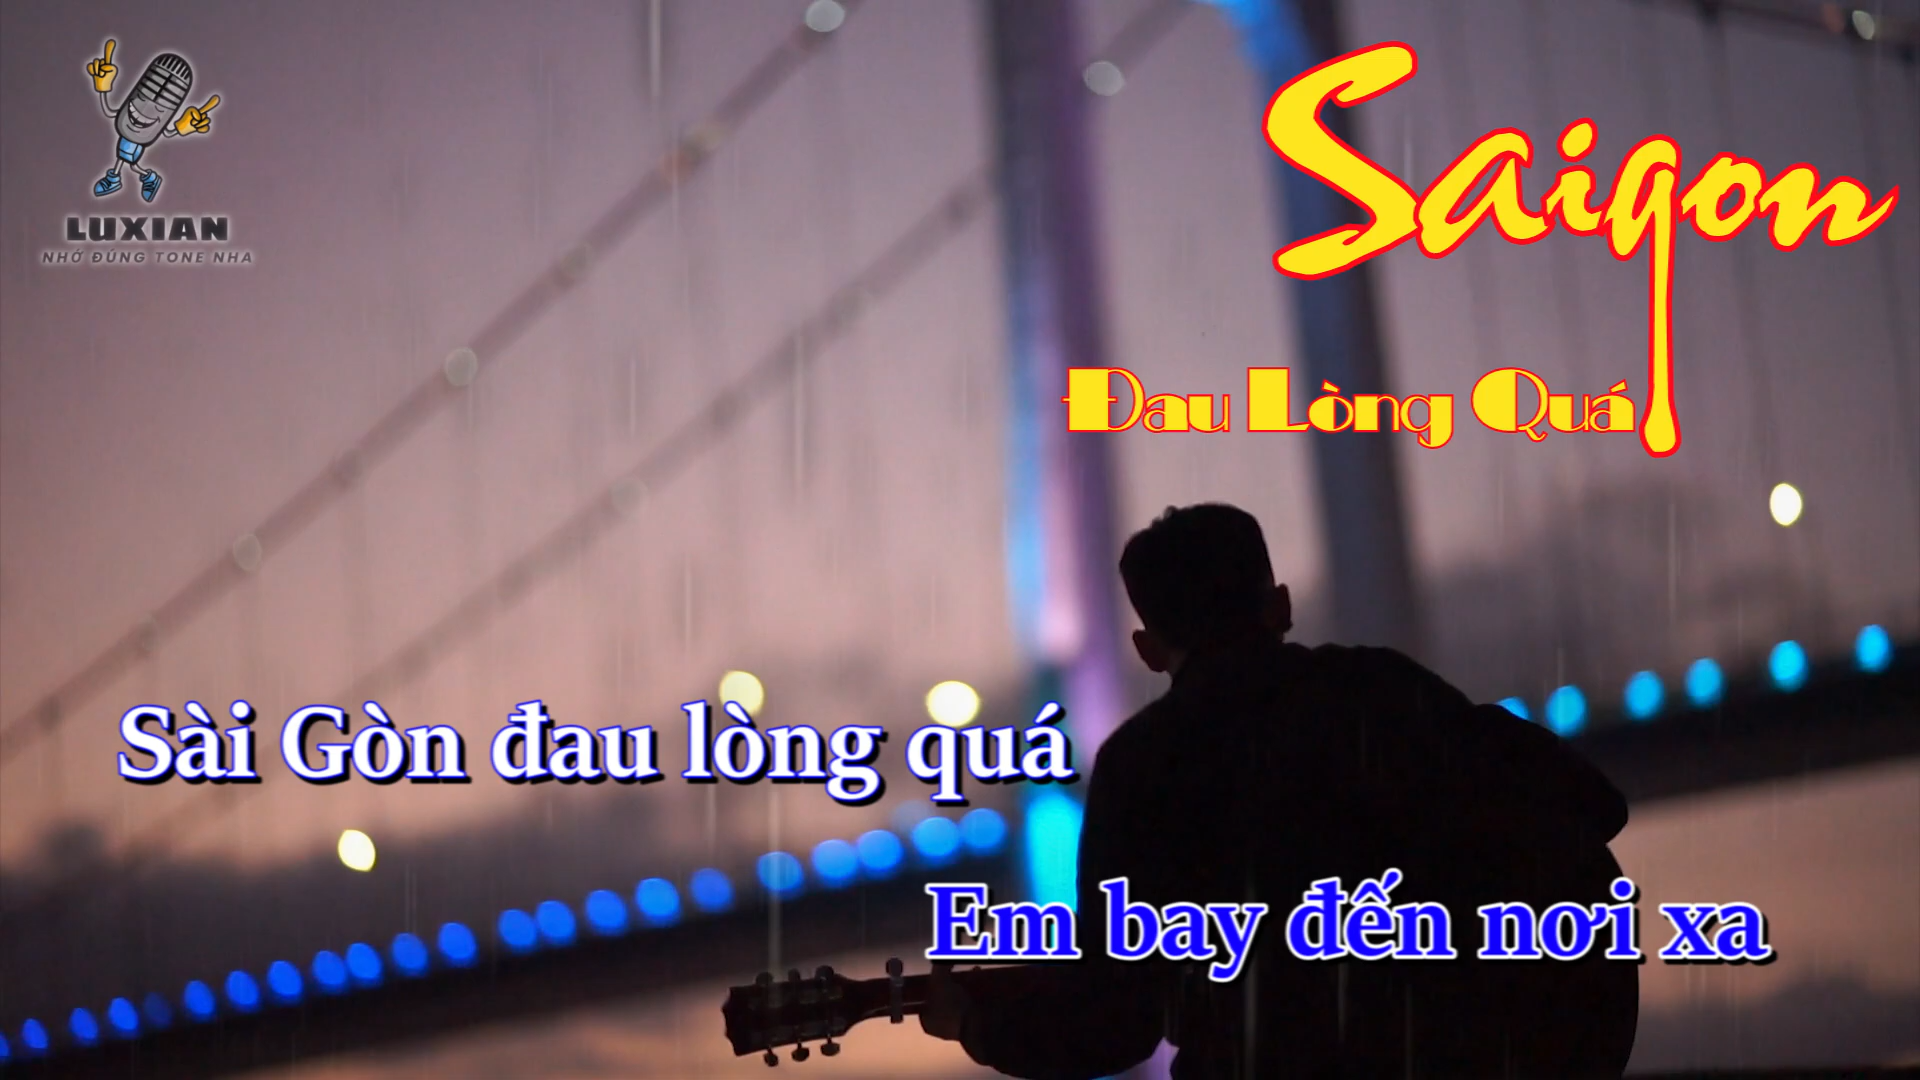 LUXIAN
NHỚ ĐÚNG TONE NHA
Saigon
Đau Lòng Quá
Sài Gòn đau lòng quá
Em bay đến nơi xa